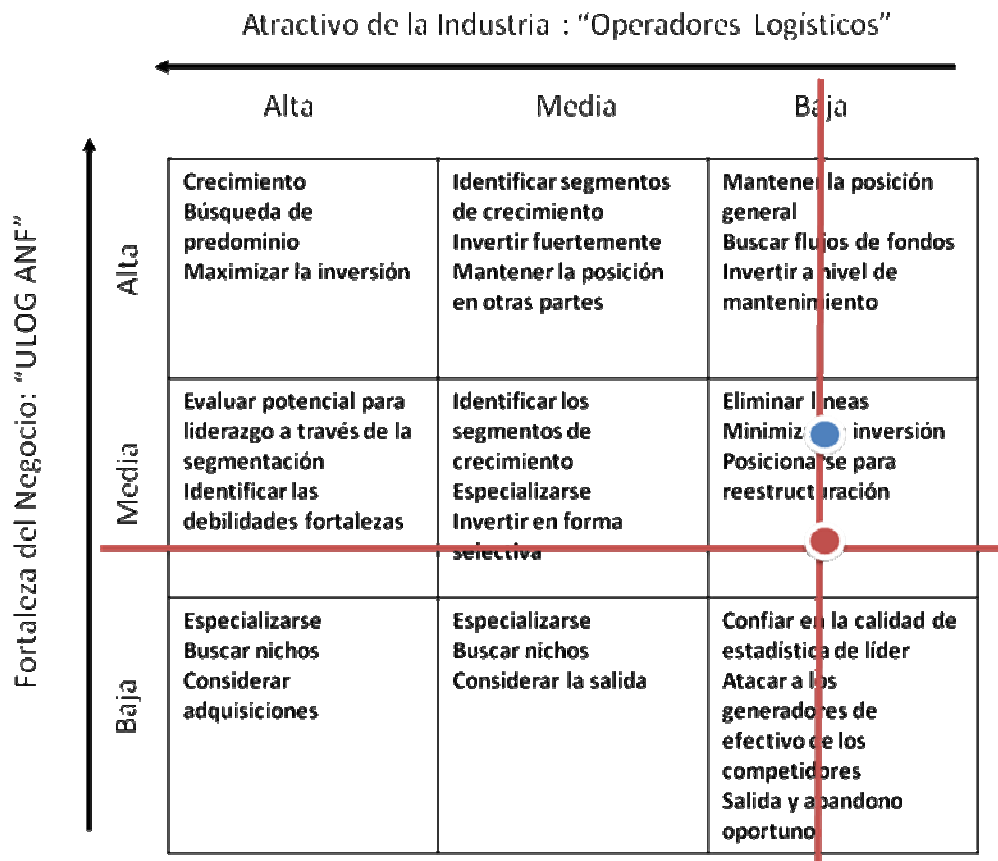 Atractivo de la Industria : “Operadores Logísticos”
Alta
Media
Baja
Fortaleza del Negocio: “ULOG ANF”
Alta
Crecimiento
Búsqueda de
predominio
Maximizar la inversión
Identificar segmentos
de crecimiento
Invertir fuertemente
Mantener la posición
en otras partes
Mantener la posición
general
Buscar flujos de fondos
Invertir a nivel de
mantenimiento
Media
Evaluar potencial para
liderazgo a través de la
segmentación
Identificar las
debilidades fortalezas
Identificar los
segmentos de
crecimiento
Especializarse
Invertir en forma
selectiva
Eliminar líneas
inversión
Posicionarse para
reestructuración
Baja
Especializarse
Buscar nichos
Considerar
adquisiciones
Especializarse
Buscar nichos
Considerar la salida
Confiar en la calidad de
estadística de líder
Atacar a los
generadores de
efectivo de los
competidores
Salida y abandono
oportuno